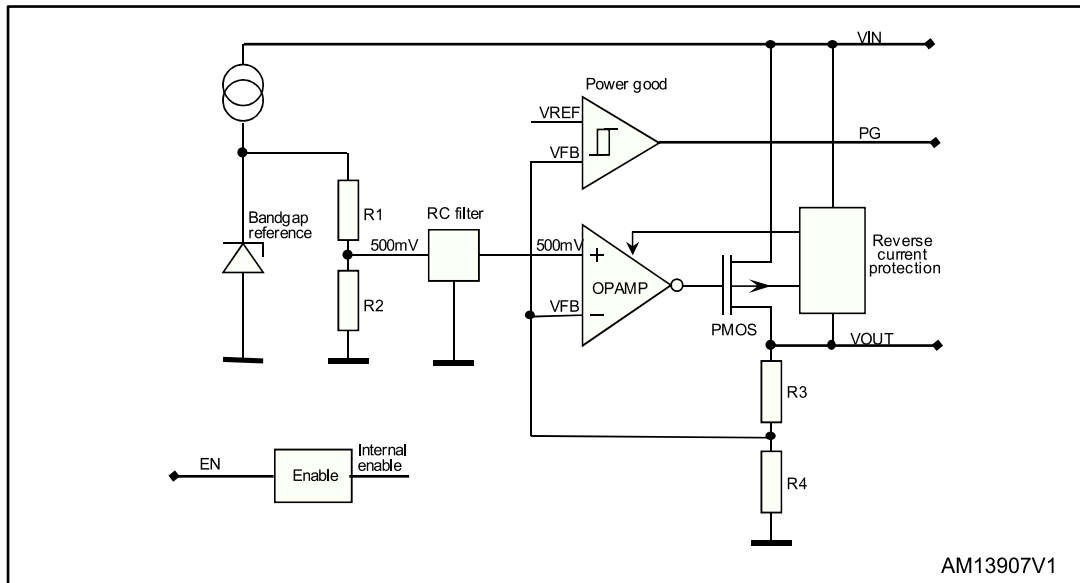 VIN
Power good
VREF
PG
VFB
Bandgap
reference
R1
RC filter
500mV
500mV
Reverse
current
protection
+
OPAMP
R2
VFB
−
PMOS
VOUT
R3
EN
Internal
enable
Enable
R4
AM13907V1